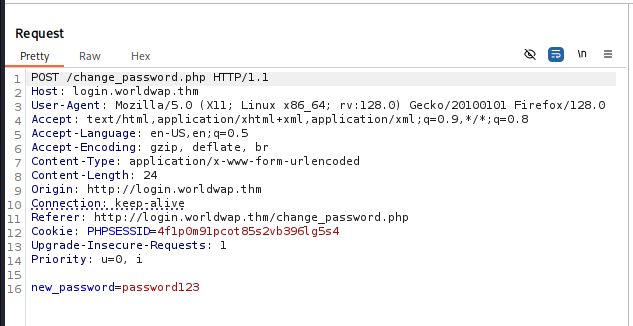 Request
Pretty Raw Hex \n
1 POST /change_password.php HTTP/1.1
2 Host: login.worldwap.thm
3 User-Agent: Mozilla/5.0 (X11; Linux x86_64; rv:128.0) Gecko/20100101 Firefox/128.0
4 Accept: text/html,application/xhtml+xml,application/xml;q=0.9,*/*;q=0.8
5 Accept-Language: en-US,en;q=0.5
6 Accept-Encoding: gzip, deflate, br
7 Content-Type: application/x-www-form-urlencoded
8 Content-Length: 24
9 Origin: http://login.worldwap.thm
10 Connection: keep-alive
11 Referer: http://login.worldwap.thm/change_password.php
12 Cookie: PHPSESSID=4f1p0m91pcot85s2vb396lg5s4
13 Upgrade-Insecure-Requests: 1
14 Priority: u=0, i
15
16 new_password=password123